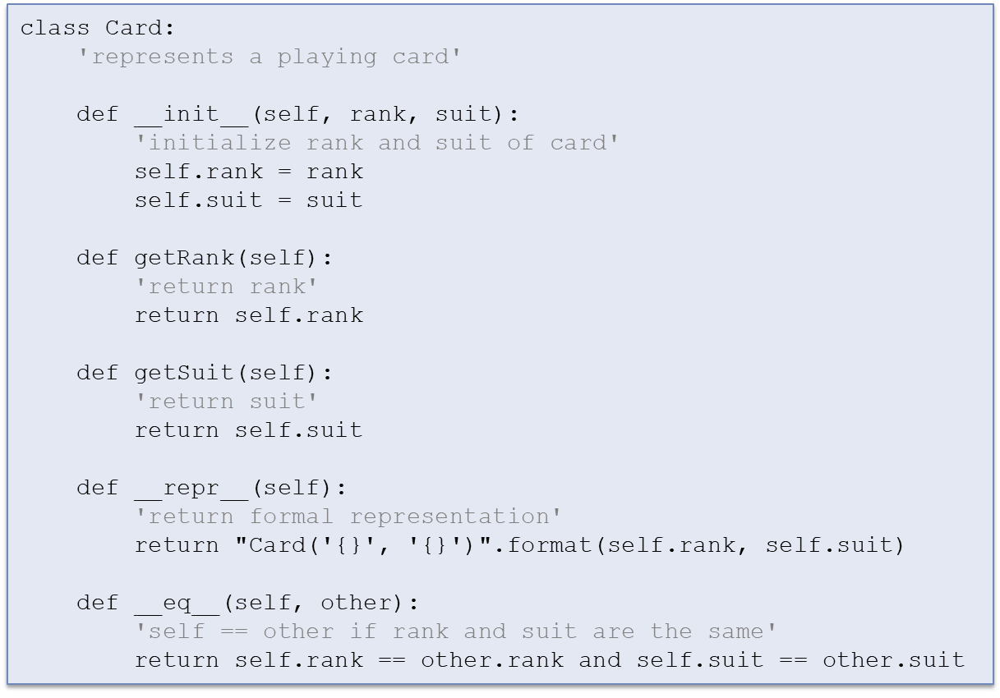 class Card:
    'represents a playing card'

    def __init__(self, rank, suit):
        'initialize rank and suit of card'
        self.rank = rank
        self.suit = suit

    def getRank(self):
        'return rank'
        return self.rank

    def getSuit(self):
        'return suit'
        return self.suit

    def __repr__(self):
        'return formal representation'
        return "Card('{}', '{}')".format(self.rank, self.suit)

    def __eq__(self, other):
        'self == other if rank and suit are the same'
        return self.rank == other.rank and self.suit == other.suit